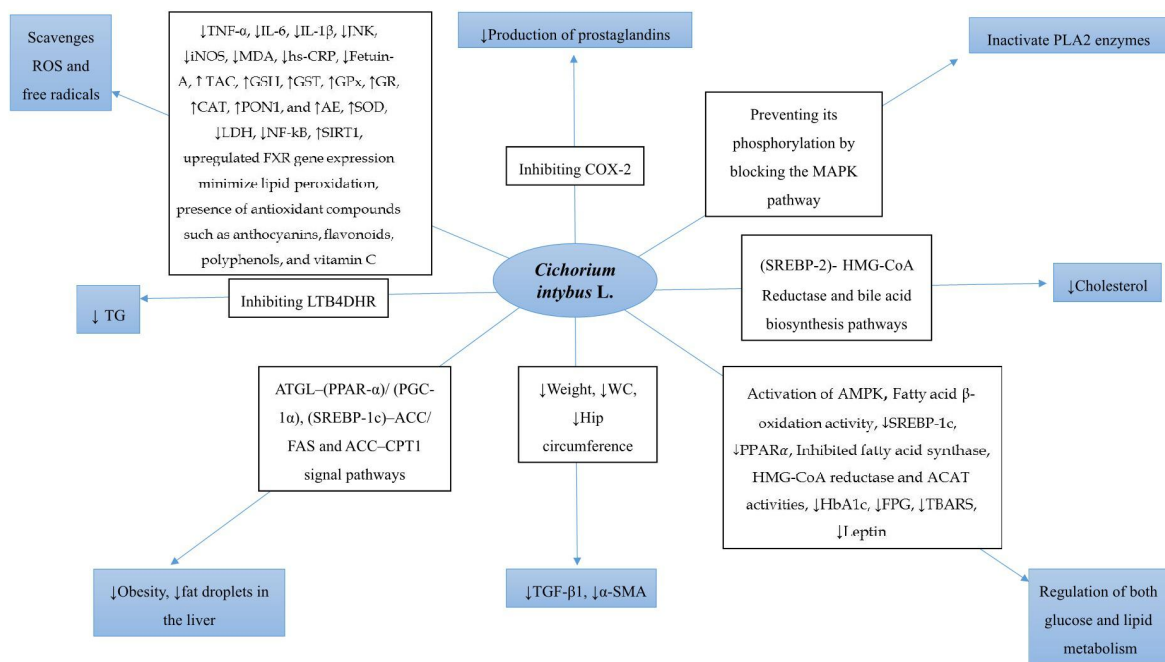 Scavenges
ROS and
free radicals
↓TNF-α, ↓IL-6, ↓IL-1β, ↓JNK,
↓iNOS, ↓MDA, ↓hs-CRP, ↓Fetuin-
A, ↑ TAC, ↑GSH, ↑GST, ↑GPx, ↑GR,
↑CAT, ↑PON1, and ↑AE, ↑SOD,
↓LDH, ↓NF-kB, ↑SIRT1,
upregulated FXR gene expression
minimize lipid peroxidation,
presence of antioxidant compounds
such as anthocyanins, flavonoids,
polyphenols, and vitamin C
↓Production of prostaglandins
Inhibiting COX-2
Inactivate PLA2 enzymes
Preventing its
phosphorylation by
blocking the MAPK
pathway
Cichorium
intybus L.
(SREBP-2)- HMG-CoA
Reductase and bile acid
biosynthesis pathways
↓Cholesterol
Inhibiting LTB4DHR
↓ TG
ATGL–(PPAR-α)/ (PGC-
1α), (SREBP-1c)–ACC/
FAS and ACC–CPT1
signal pathways
↓Weight, ↓WC,
↓Hip
circumference
Activation of AMPK, Fatty acid β-
oxidation activity, ↓SREBP-1c,
↓PPARα, Inhibited fatty acid synthase,
HMG-CoA reductase and ACAT
activities, ↓HbA1c, ↓FPG, ↓TBARS,
↓Leptin
↓Obesity, ↓fat droplets in
the liver
↓TGF-β1, ↓α-SMA
Regulation of both
glucose and lipid
metabolism